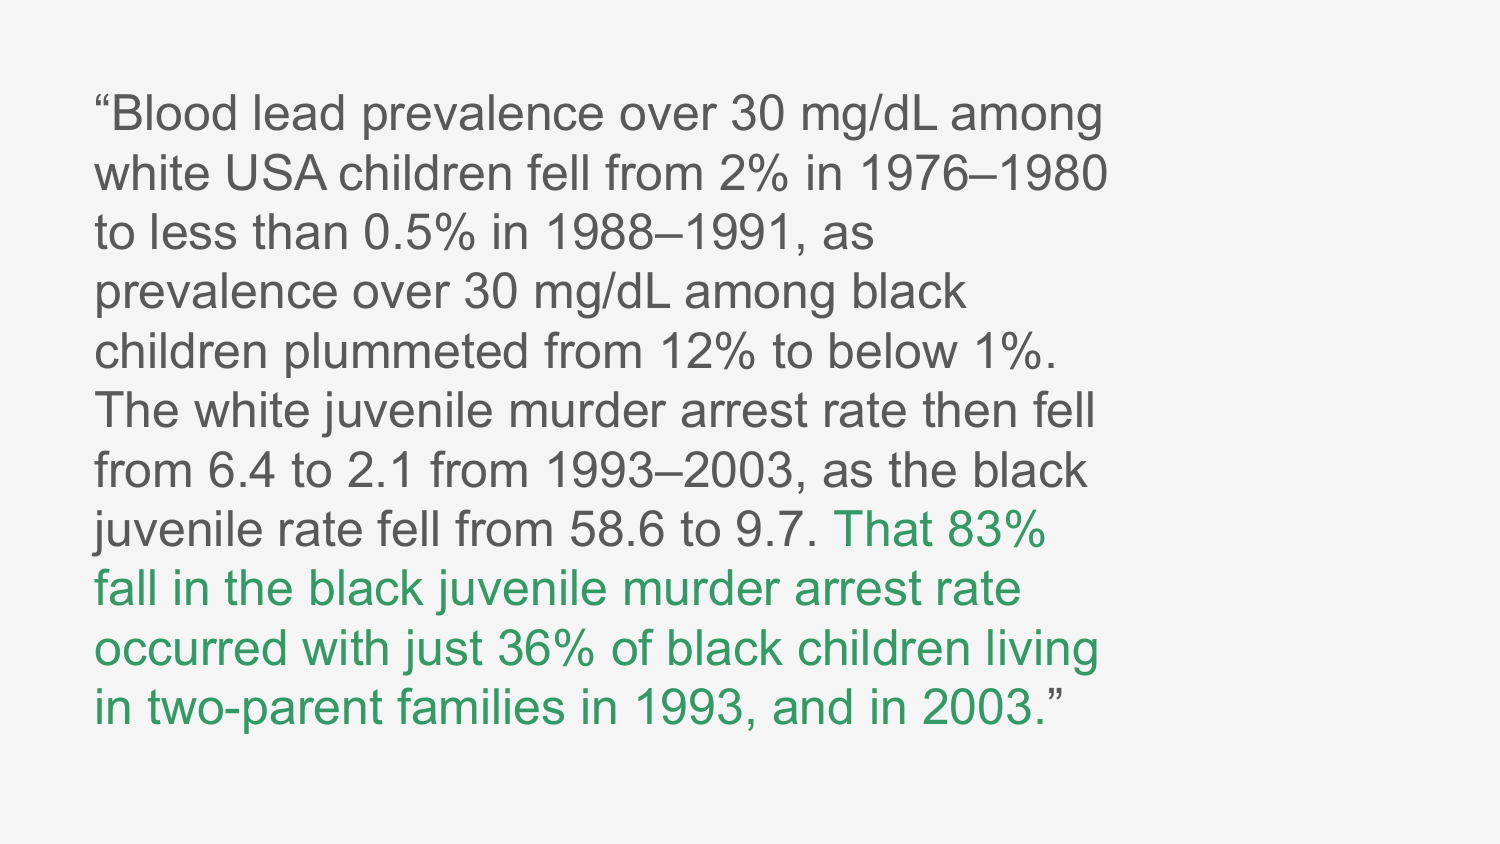 “Blood lead prevalence over 30 mg/dL among
white USA children fell from 2% in 1976–1980
to less than 0.5% in 1988–1991, as
prevalence over 30 mg/dL among black
children plummeted from 12% to below 1%.
The white juvenile murder arrest rate then fell
from 6.4 to 2.1 from 1993–2003, as the black
juvenile rate fell from 58.6 to 9.7. That 83%
fall in the black juvenile murder arrest rate
occurred with just 36% of black children living
in two-parent families in 1993, and in 2003.”